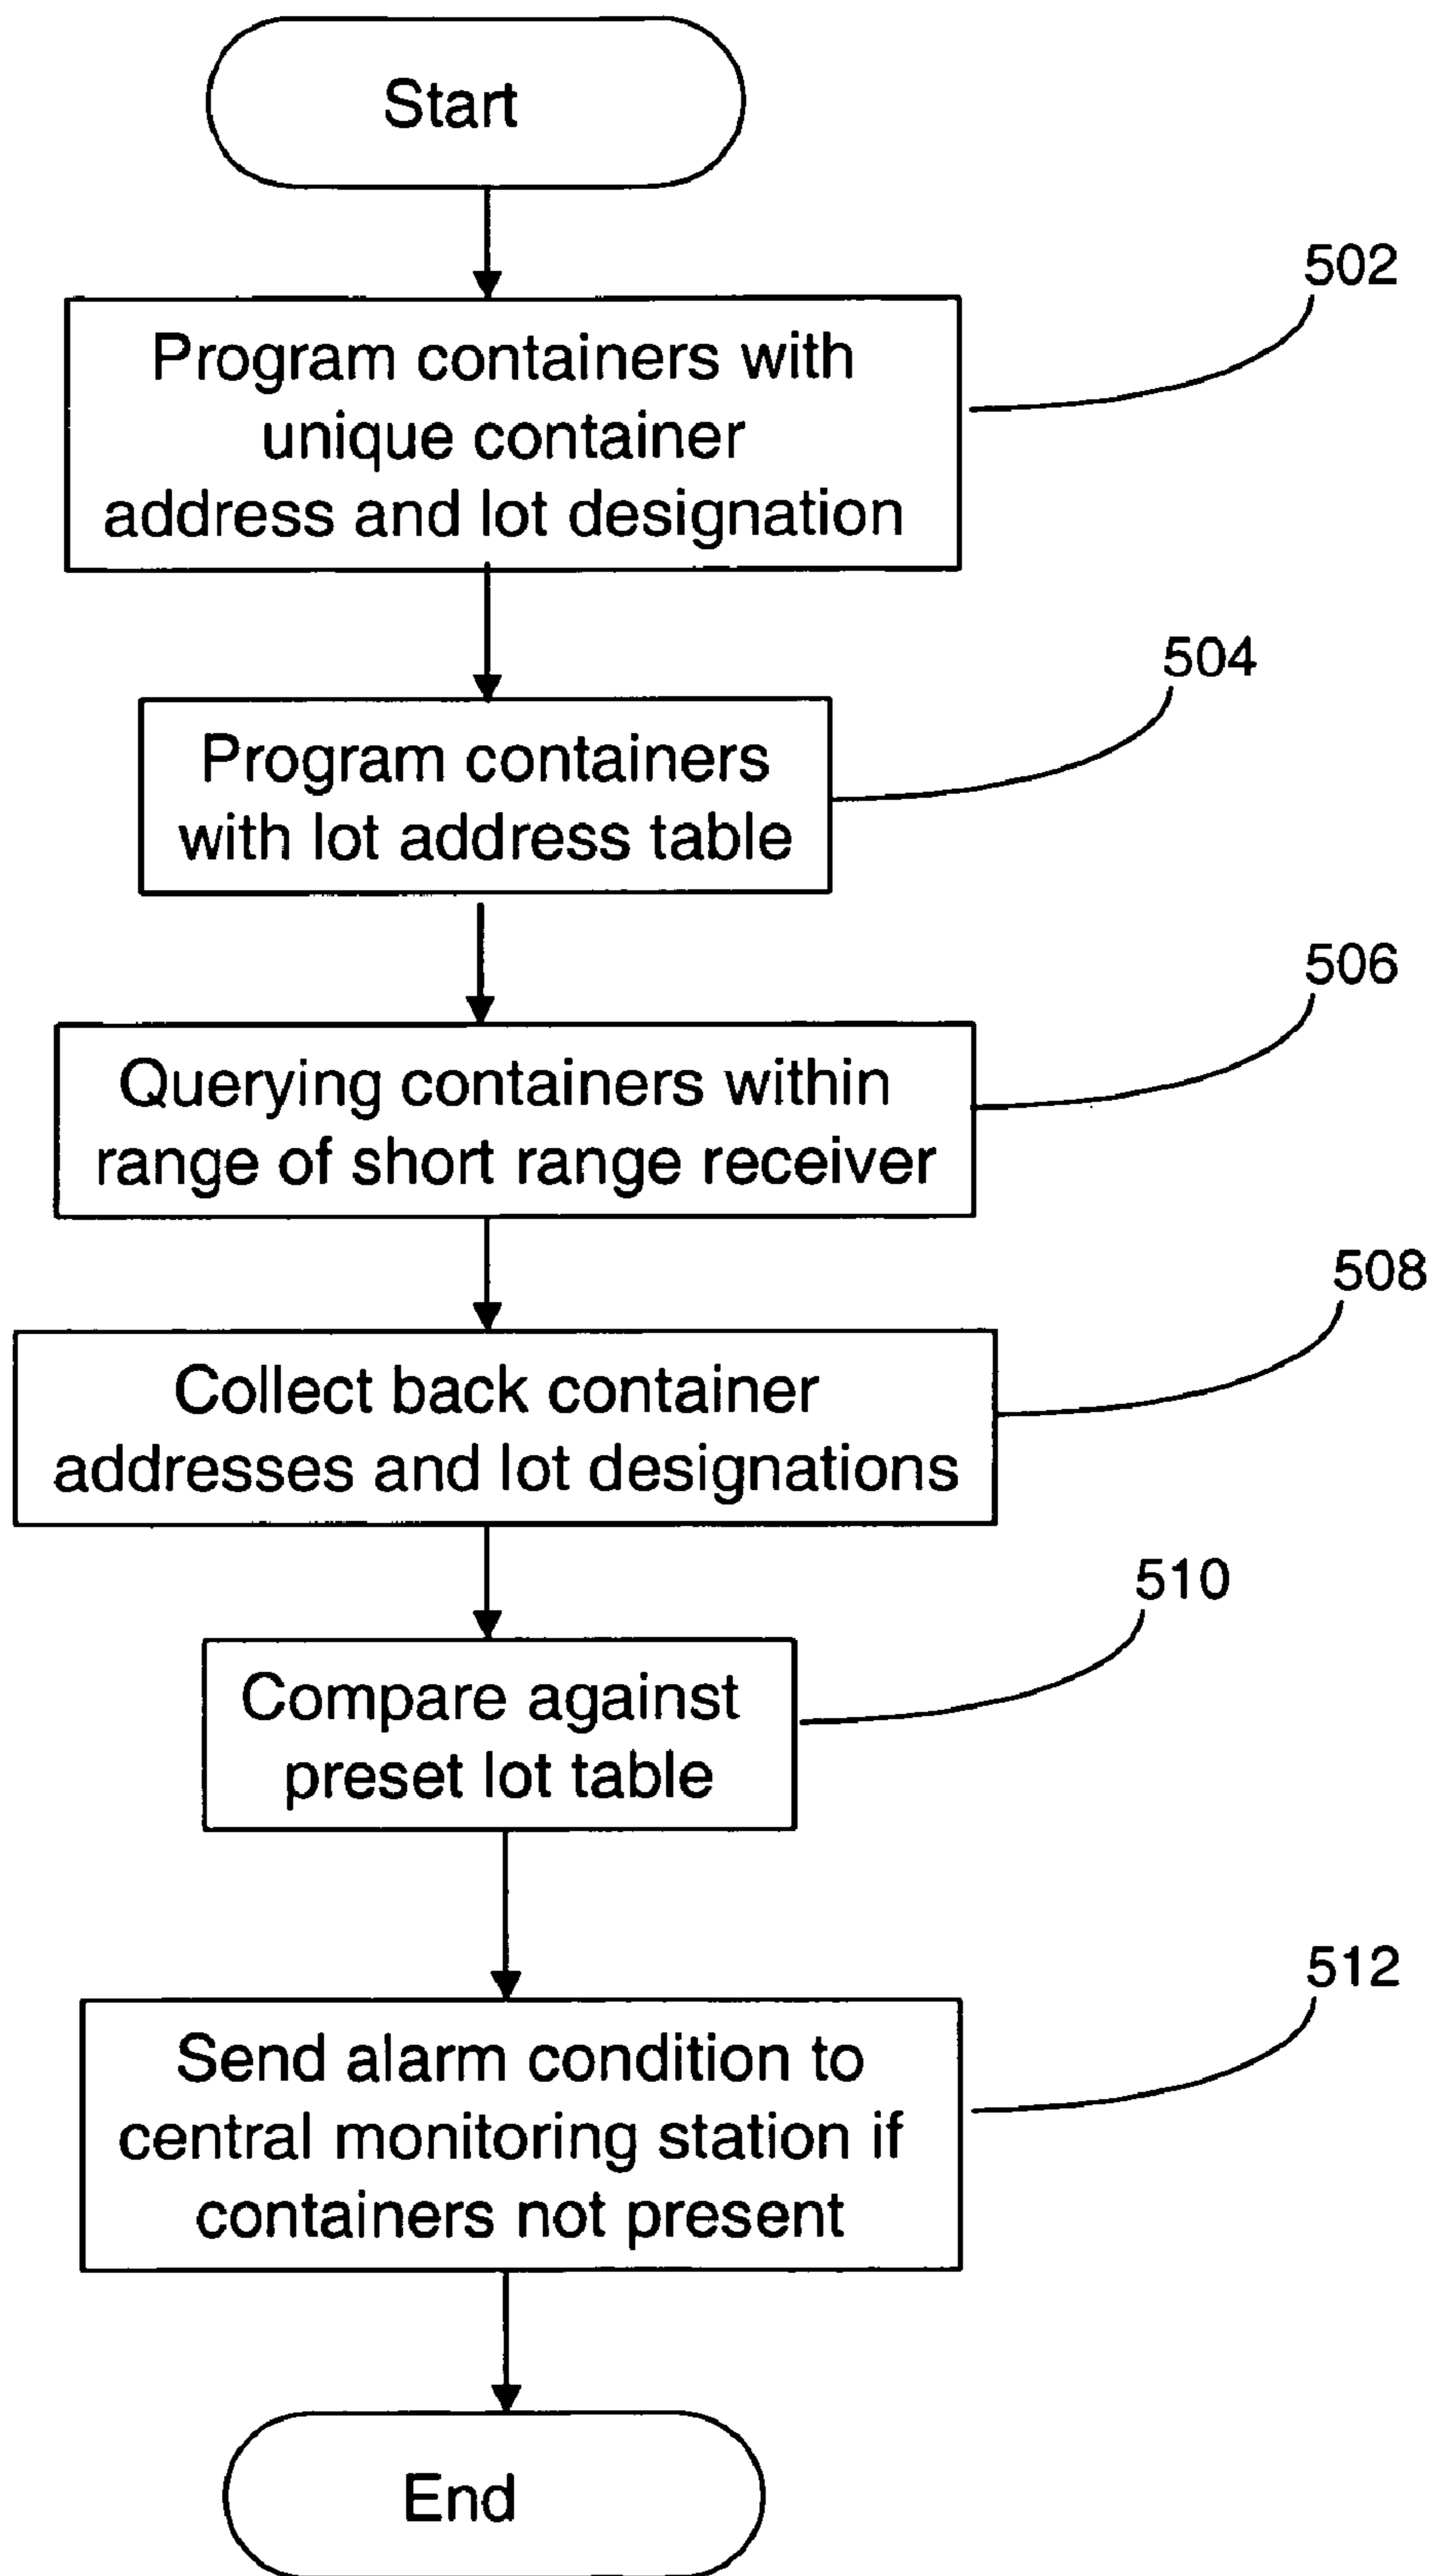 Start
502
Program containers with
unique container
address and lot designation
504
Program containers
with lot address table
506
Querying containers within
range of short range receiver
508
Collect back container
addresses and lot designations
510
Compare against
preset lot table
512
Send alarm condition to
central monitoring station if
containers not present
End